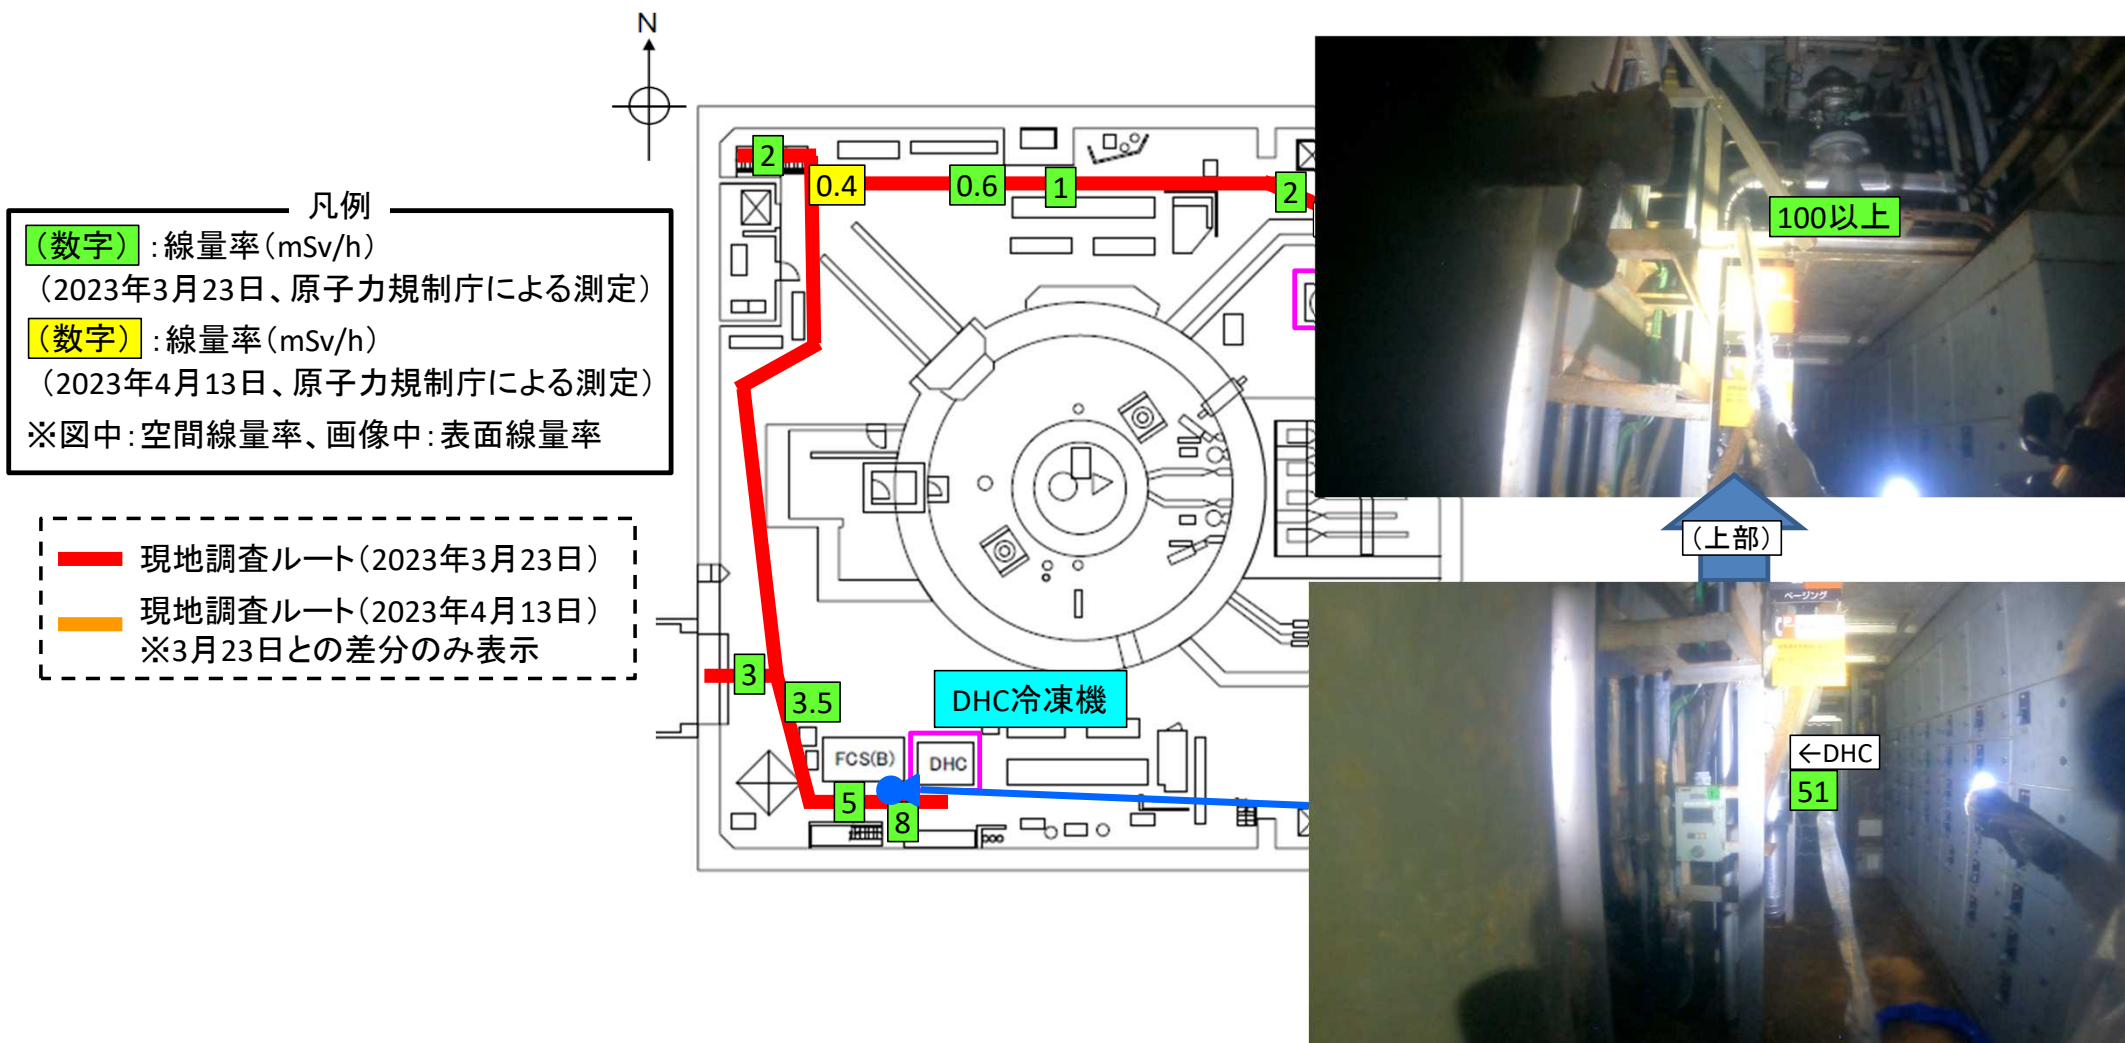 N
凡例
（数字）：線量率（mSv/h）
（2023年3月23日、原子力規制庁による測定）
（数字）：線量率（mSv/h）
（2023年4月13日、原子力規制庁による測定）
※図中：空間線量率、画像中：表面線量率
現地調査ルート（2023年3月23日）
現地調査ルート（2023年4月13日）
※3月23日との差分のみ表示
2
0.4
0.6
1
2
3
3.5
DHC冷凍機
FCS(B)
DHC
5
8
100以上
（上部）
ページング
←DHC
51